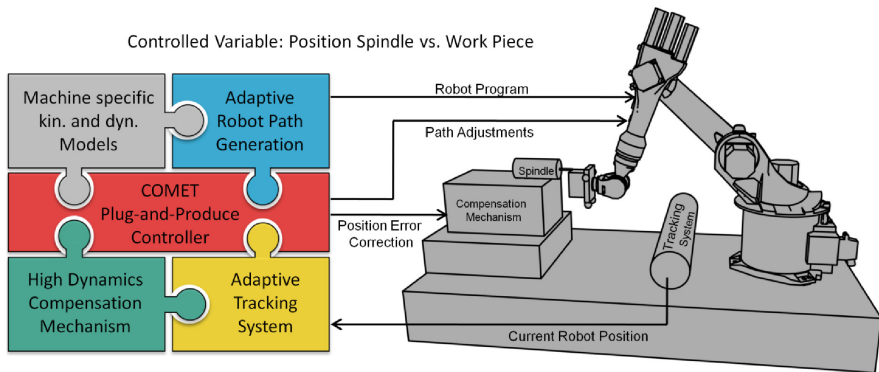 Controlled Variable: Position Spindle vs. Work Piece
Machine specific
kin. and dyn.
Models
Adaptive
Robot Path
Generation
Robot Program
Path Adjustments
COMET
Plug-and-Produce
Controller
Position Error
Correction
Spindle
Compensation
Mechanism
Tracking
System
High Dynamics
Compensation
Mechanism
Adaptive
Tracking
System
Current Robot Position